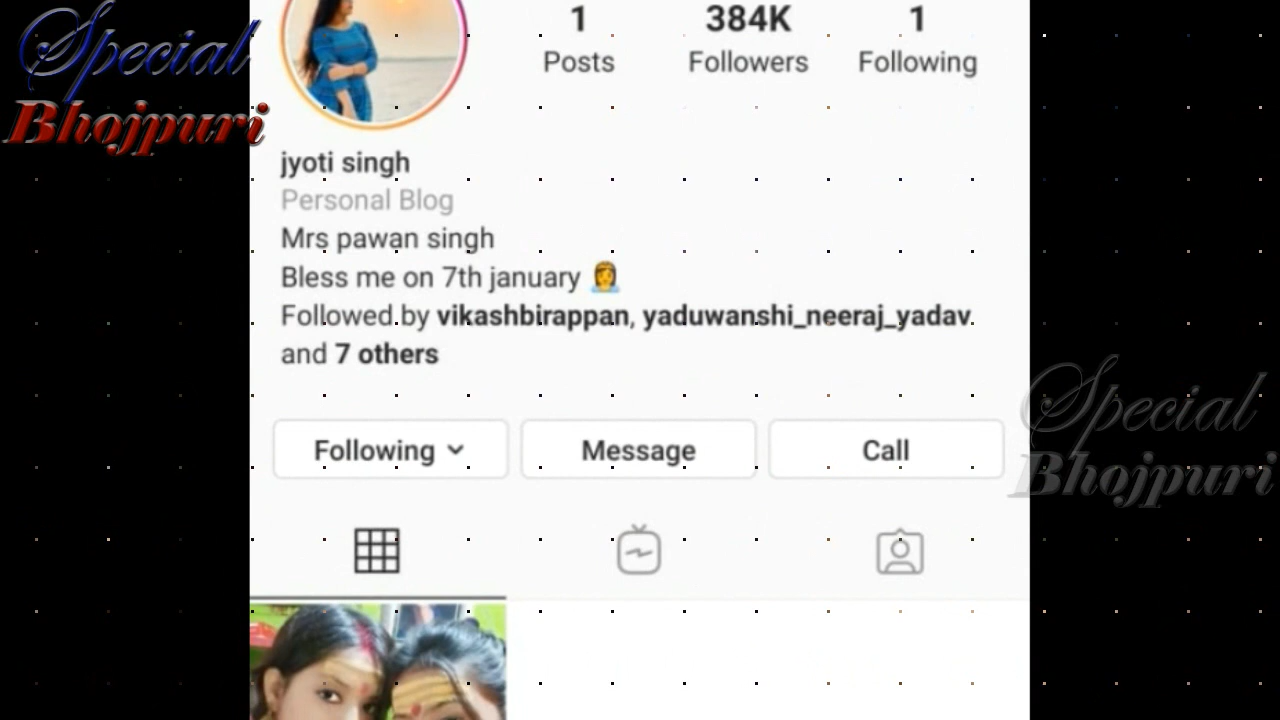 Special
Bhojpuri
1 384K 1
Posts Followers Following
jyoti singh
Personal Blog
Mrs pawan singh
Bless me on 7th january 👰
Followed by vikashbirappan, yaduwanshi_neeraj_yadav
and 7 others
Following Message Call
Special
Bhojpuri